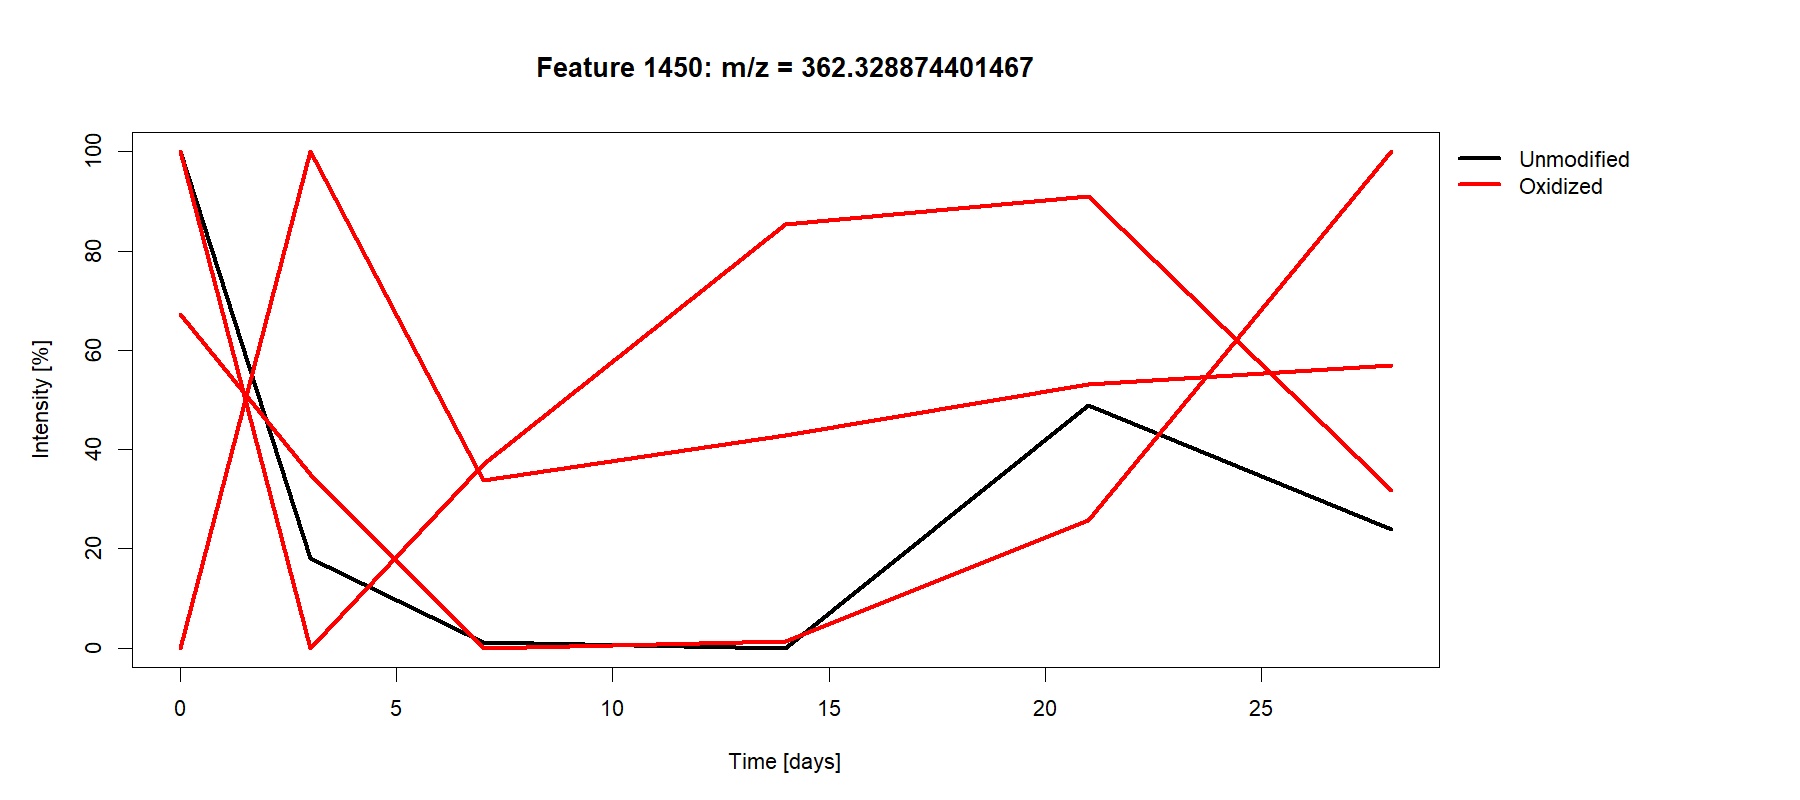 Feature 1450: m/z = 362.328874401467
100
80
60
40
20
0
Intensity [%]
0 5 10 15 20 25
Time [days]
Unmodified
Oxidized